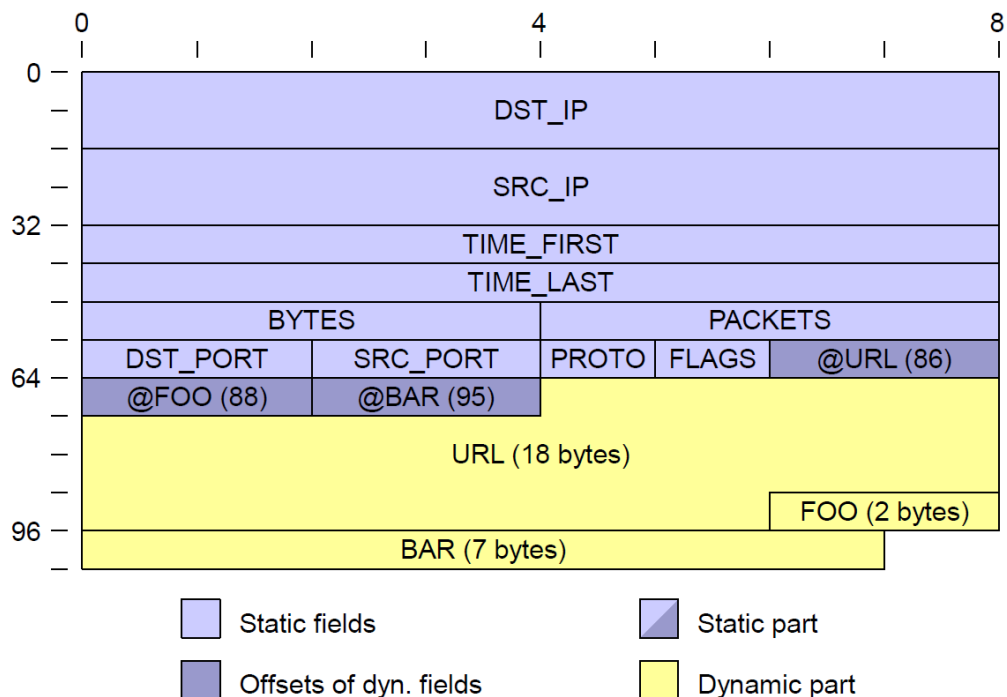 0 4 8
0
DST_IP
SRC_IP
32
TIME_FIRST
TIME_LAST
BYTES PACKETS
DST_PORT SRC_PORT PROTO FLAGS @URL (86)
64
@FOO (88) @BAR (95)
URL (18 bytes)
FOO (2 bytes)
96
BAR (7 bytes)
Static fields Static part
Offsets of dyn. fields Dynamic part